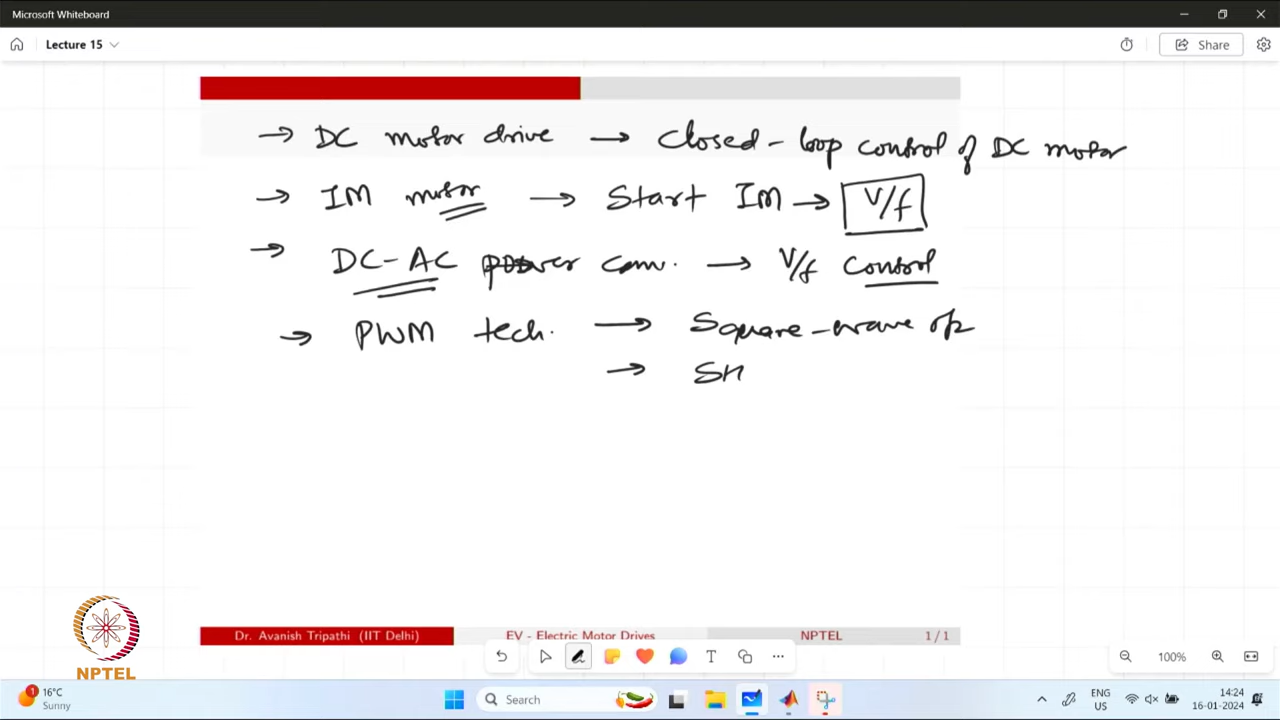 Microsoft Whiteboard
Lecture 15
Share
→ DC motor drive → Closed-loop control of DC motor
→ IM motor → Start IM → V/f
→ DC-AC power conv. → V/f control
→ PWM tech. → Square-wave
→ SH
Dr. Avanish Tripathi (IIT Delhi) EV - Electric Motor Drives NPTEL 1 / 1
NPTEL
100%
1
16°C
Sunny
Search
ENG
US
14:24
16-01-2024